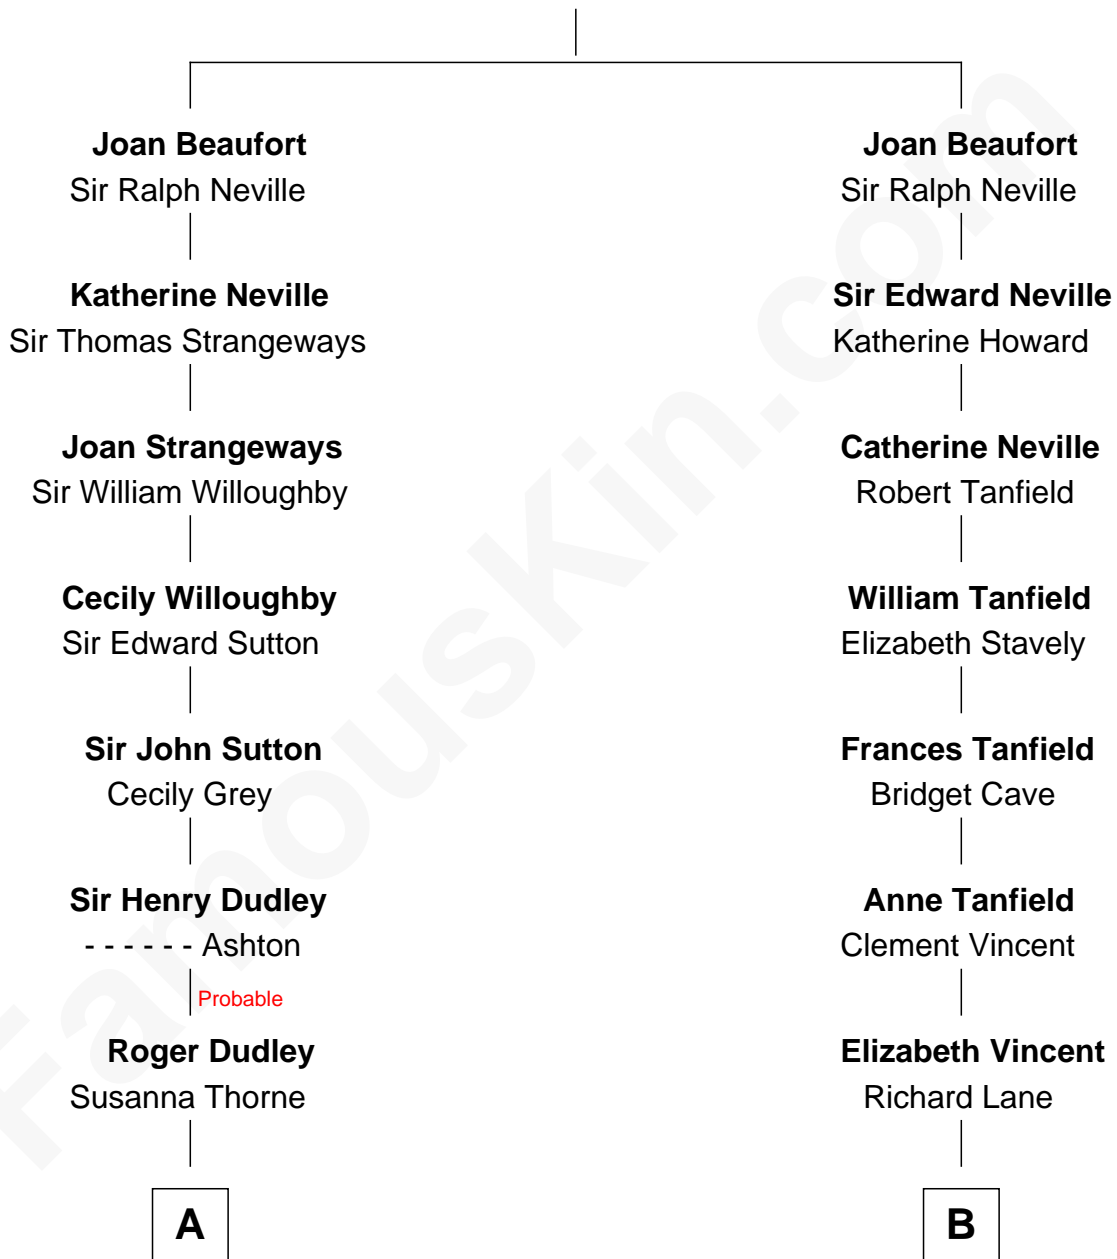 Joan Beaufort
Sir Ralph Neville
Katherine Neville
Sir Thomas Strangeways
Joan Strangeways
Sir William Willoughby
Cecily Willoughby
Sir Edward Sutton
Sir John Sutton
Cecily Grey
Sir Henry Dudley
- - - - - - Ashton
Probable
Roger Dudley
Susanna Thorne
A
Joan Beaufort
Sir Ralph Neville
Sir Edward Neville
Katherine Howard
Catherine Neville
Robert Tanfield
William Tanfield
Elizabeth Stavely
Frances Tanfield
Bridget Cave
Anne Tanfield
Clement Vincent
Elizabeth Vincent
Richard Lane
B
FamousKin.com